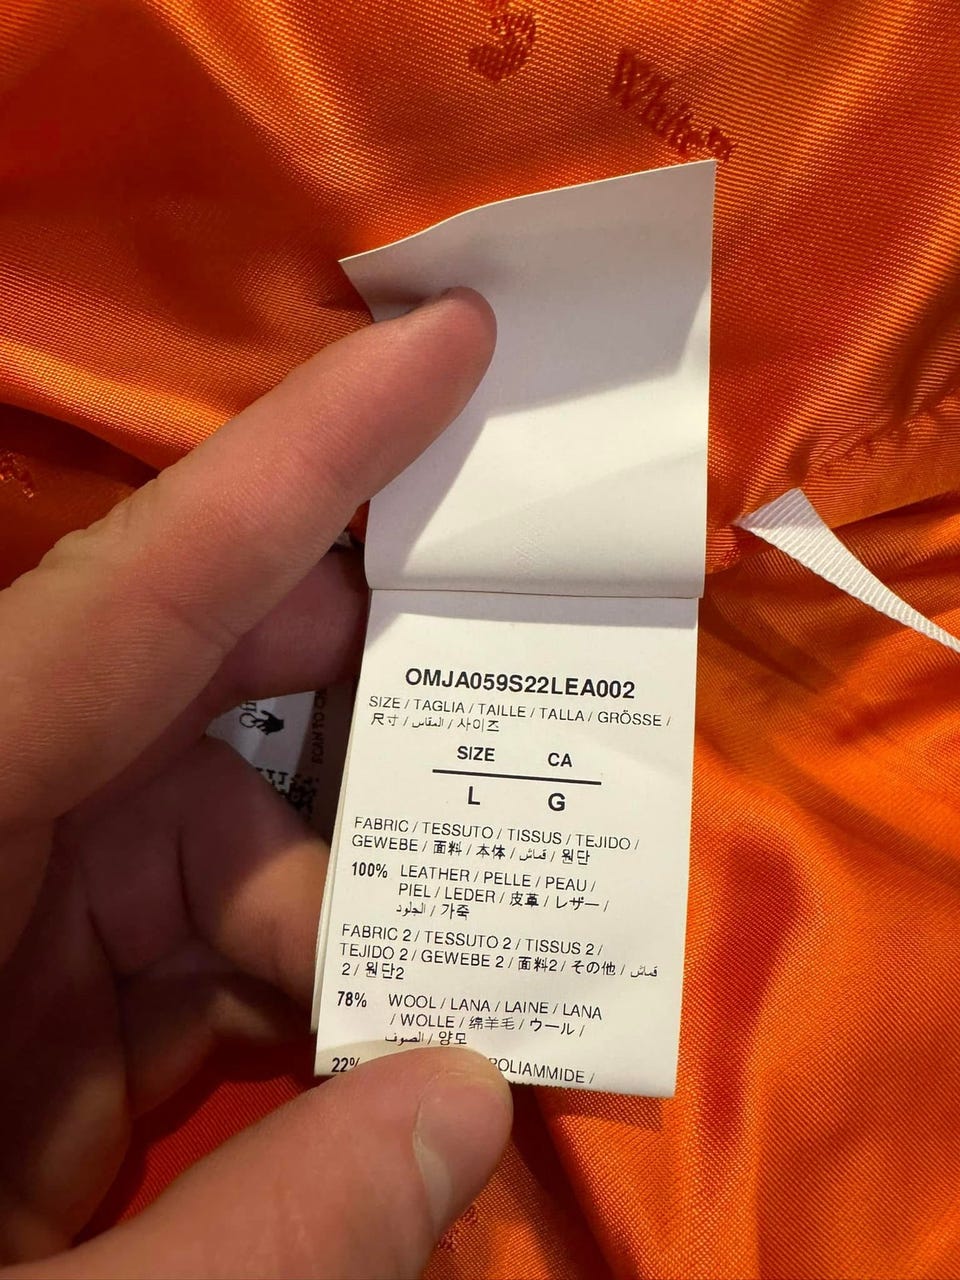 White™
OMJA059S22LEA002
SIZE / TAGLIA / TAILLE / TALLA / GRÖSSE /
尺寸 / المقاس / 사이즈
SIZE CA
L G
FABRIC / TESSUTO / TISSUS / TEJIDO /
GEWEBE / 面料 / 本体 / قماش / 원단
100% LEATHER / PELLE / PEAU /
PIEL / LEDER / 皮革 / レザー /
الجلود / 가죽
FABRIC 2 / TESSUTO 2 / TISSUS 2 /
TEJIDO 2 / GEWEBE 2 / 面料2 / その他 / قماش
2 / 원단2
78% WOOL / LANA / LAINE / LANA
/ WOLLE / 绵羊毛 / ウール /
الصوف / 양모
22% POLIAMMIDE /
SCAN TO